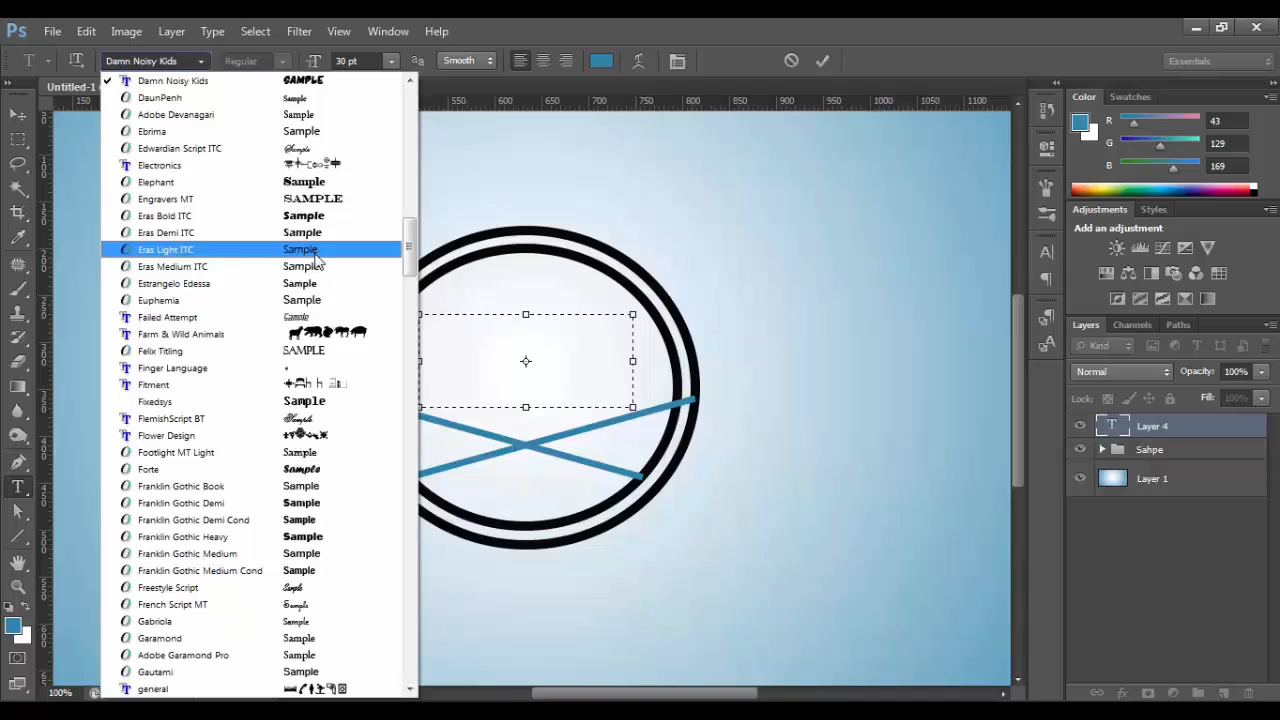 Ps File Edit Image Layer Type Select Filter View Window Help
T Damn Noisy Kids Regular 30 pt Smooth Essentials
Untitled-1
150 550 600 650 700 750 800 850 900 950 1000 1050 1100
Damn Noisy Kids SAMPLE
DaunPenh Sample
Adobe Devanagari Sample
Ebrima Sample
Edwardian Script ITC Sample
Electronics
Elephant Sample
Engravers MT SAMPLE
Eras Bold ITC Sample
Eras Demi ITC Sample
Eras Light ITC Sample
Eras Medium ITC Sample
Estrangelo Edessa Sample
Euphemia Sample
Failed Attempt Sample
Farm & Wild Animals
Felix Titling SAMPLE
Finger Language
Fitment
Fixedsys Sample
FlemishScript BT Sample
Flower Design
Footlight MT Light Sample
Forte Sample
Franklin Gothic Book Sample
Franklin Gothic Demi Sample
Franklin Gothic Demi Cond Sample
Franklin Gothic Heavy Sample
Franklin Gothic Medium Sample
Franklin Gothic Medium Cond Sample
Freestyle Script Sample
French Script MT Sample
Gabriola Sample
Garamond Sample
Adobe Garamond Pro Sample
Gautami Sample
general
100%
Color Swatches
R 43
G 129
B 169
Adjustments Styles
Add an adjustment
Layers Channels Paths
Kind
Normal Opacity: 100%
Lock: Fill: 100%
T Layer 4
Sahpe
Layer 1